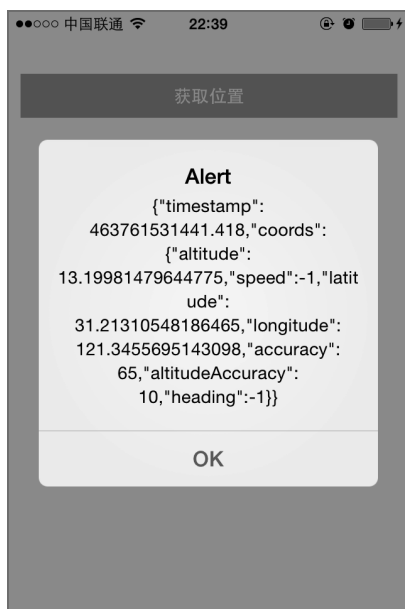 中国联通 22:39
获取位置
Alert
{"timestamp":
463761531441.418,"coords":
{"altitude":
13.19981479644775,"speed":-1,"latit
ude":
31.21310548186465,"longitude":
121.3455695143098,"accuracy":
65,"altitudeAccuracy":
10,"heading":-1}}
OK